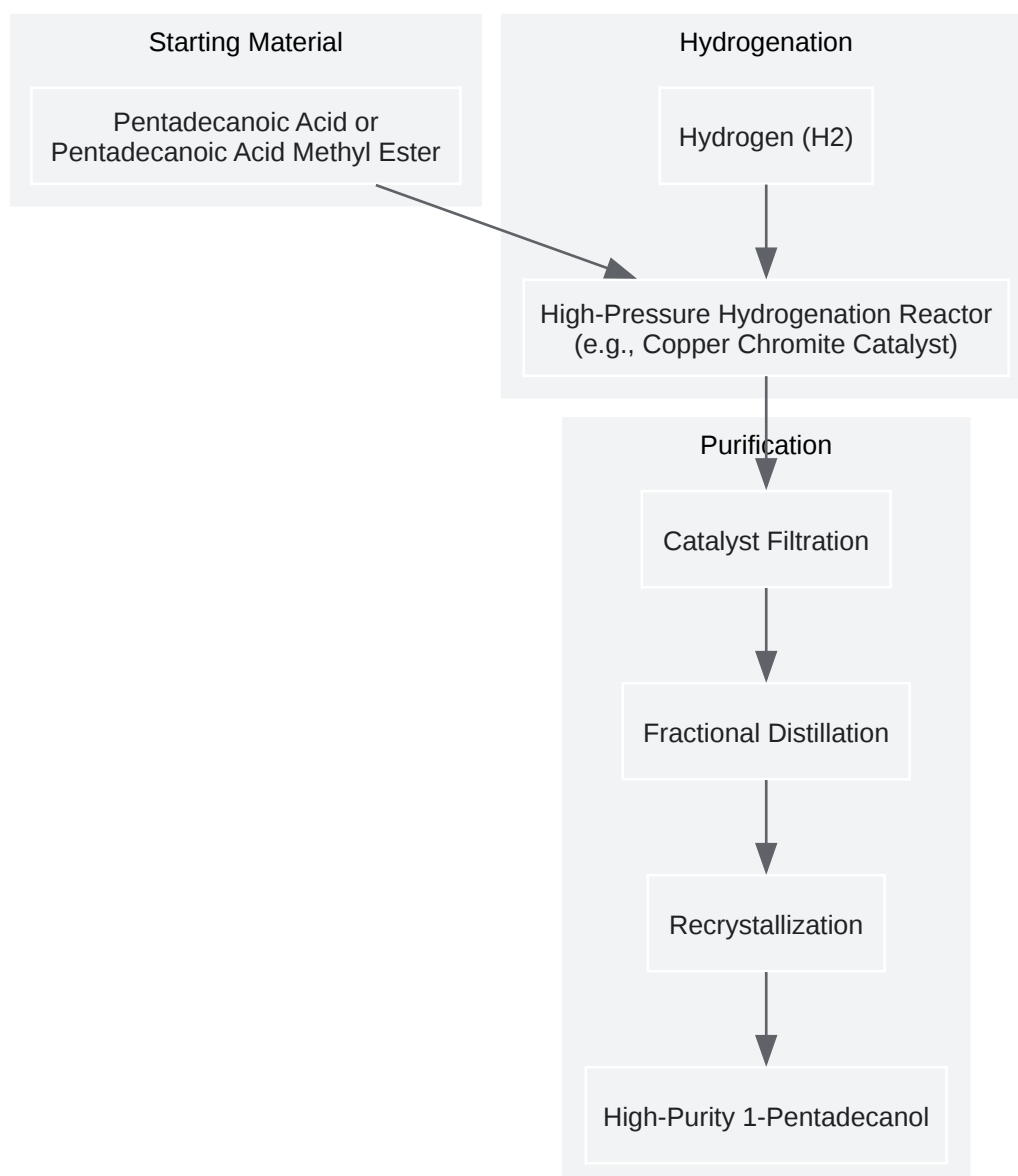 Starting Material
Pentadecanoic Acid or
Pentadecanoic Acid Methyl Ester
Hydrogenation
Hydrogen (H2)
High-Pressure Hydrogenation Reactor
(e.g., Copper Chromite Catalyst)
Purification
Catalyst Filtration
Fractional Distillation
Recrystallization
High-Purity 1-Pentadecanol